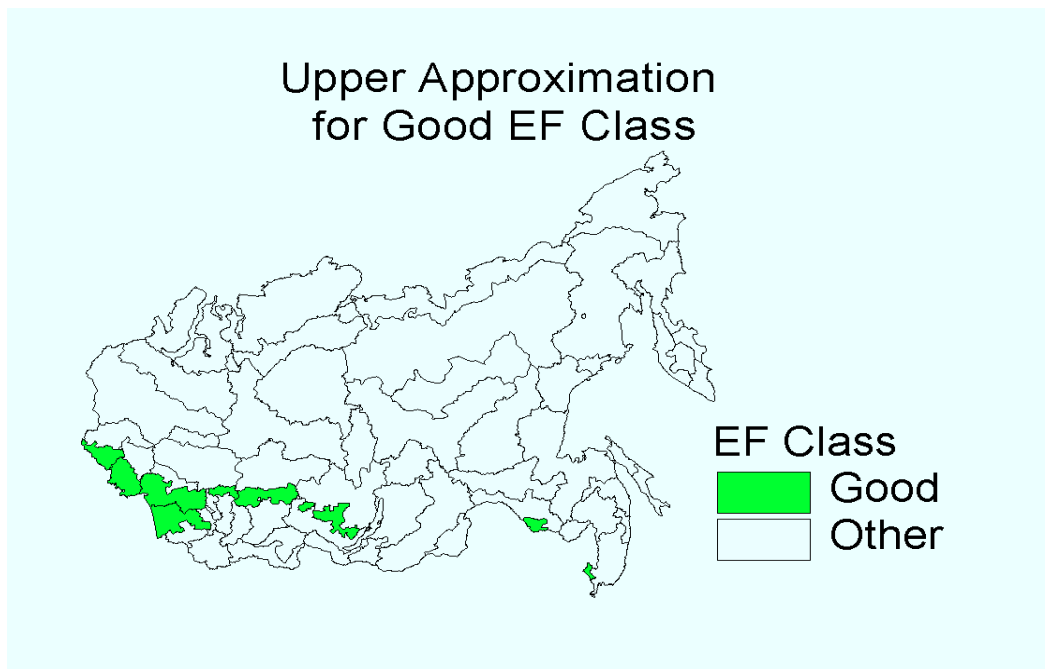 Upper Approximation
for Good EF Class
EF Class
Good
Other